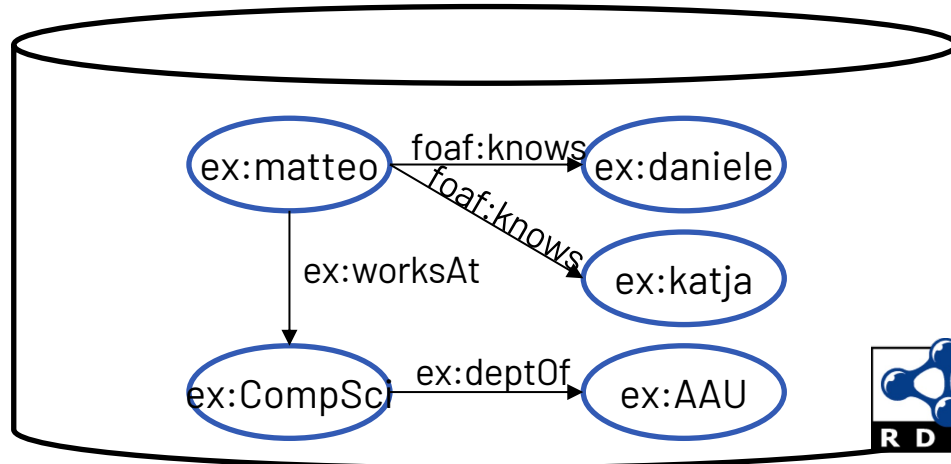 ex:matteo
foaf:knows
ex:daniele
foaf:knows
ex:katja
ex:worksAt
ex:CompSci
ex:deptOf
ex:AAU
R D